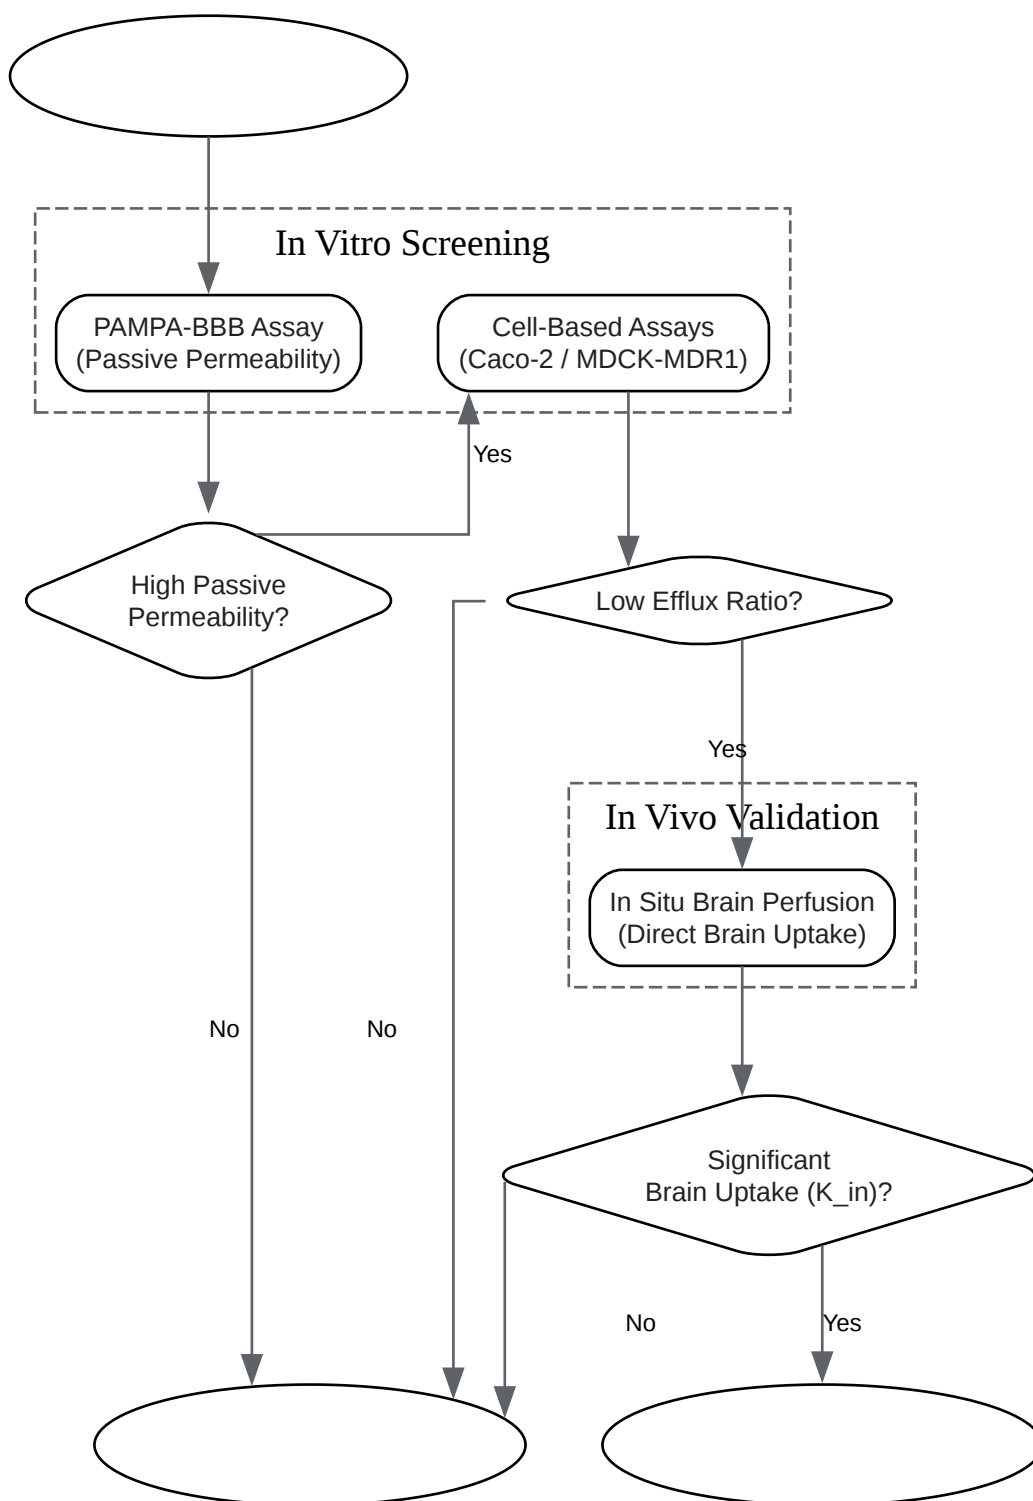 In Vitro Screening
PAMPA-BBB Assay
(Passive Permeability)
Cell-Based Assays
(Caco-2 / MDCK-MDR1)
Yes
High Passive
Permeability?
Low Efflux Ratio?
Yes
In Vivo Validation
In Situ Brain Perfusion
(Direct Brain Uptake)
No
No
Significant
Brain Uptake (K_in)?
No
Yes